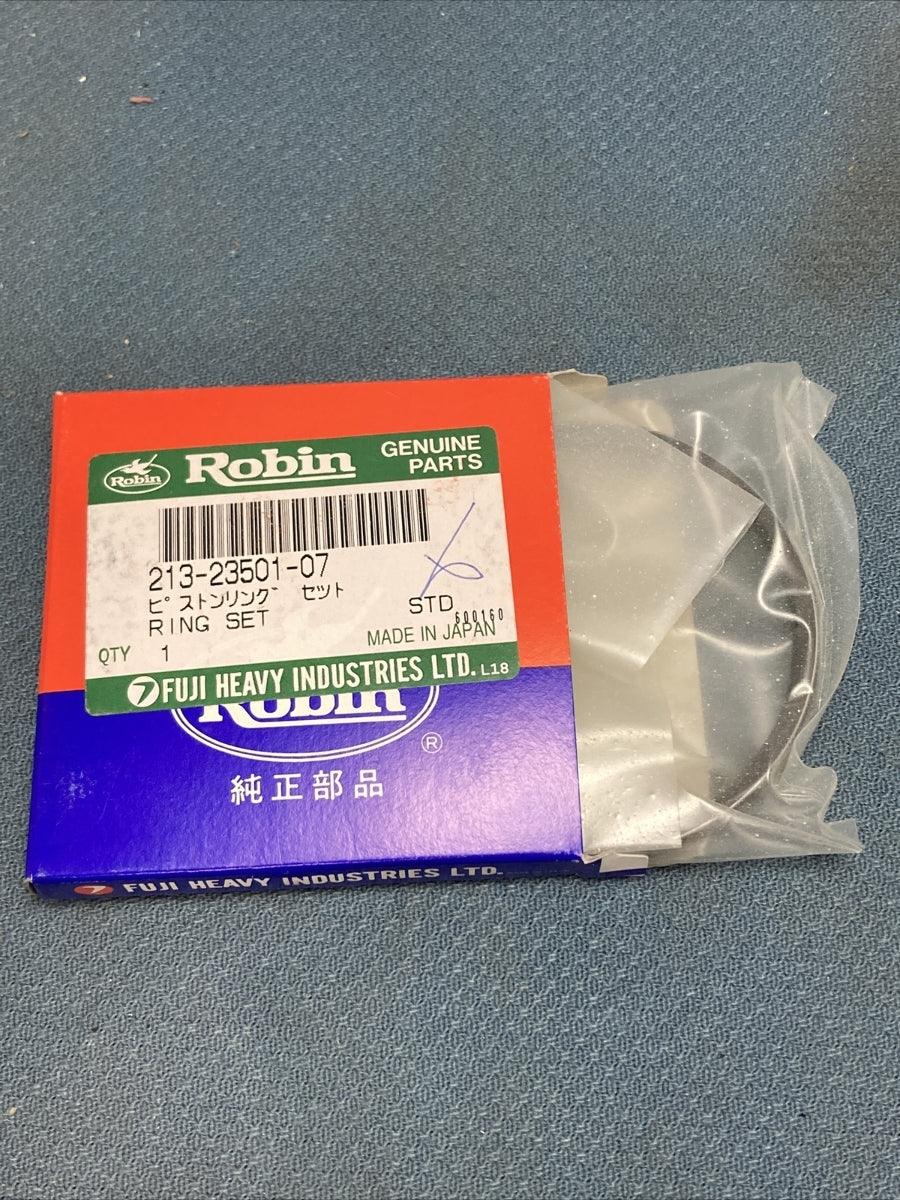 Robin
Robin
GENUINE
PARTS
213-23501-07
ピストンリング セット
RING SET
STD
600160
QTY 1
MADE IN JAPAN
FUJI HEAVY INDUSTRIES LTD.
L18
Robin
®
純正部品
FUJI HEAVY INDUSTRIES LTD.